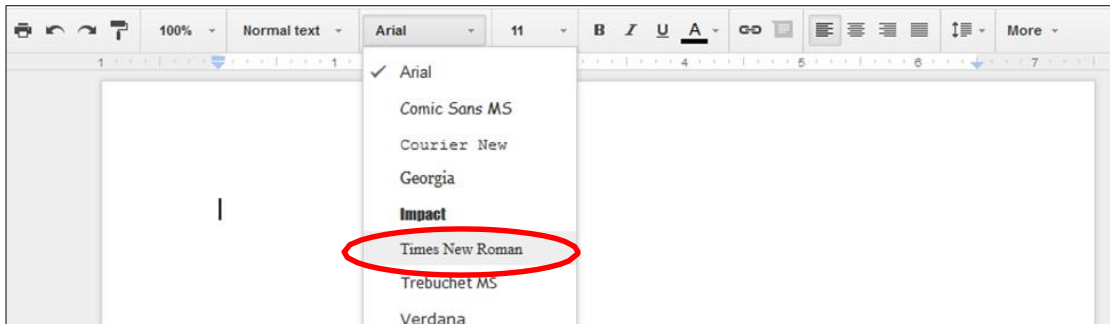 100% Normal text Arial 11 B I U A More
1 1 4 5 6 7
Arial
Comic Sans MS
Courier New
Georgia
Impact
Times New Roman
Trebuchet MS
Verdana